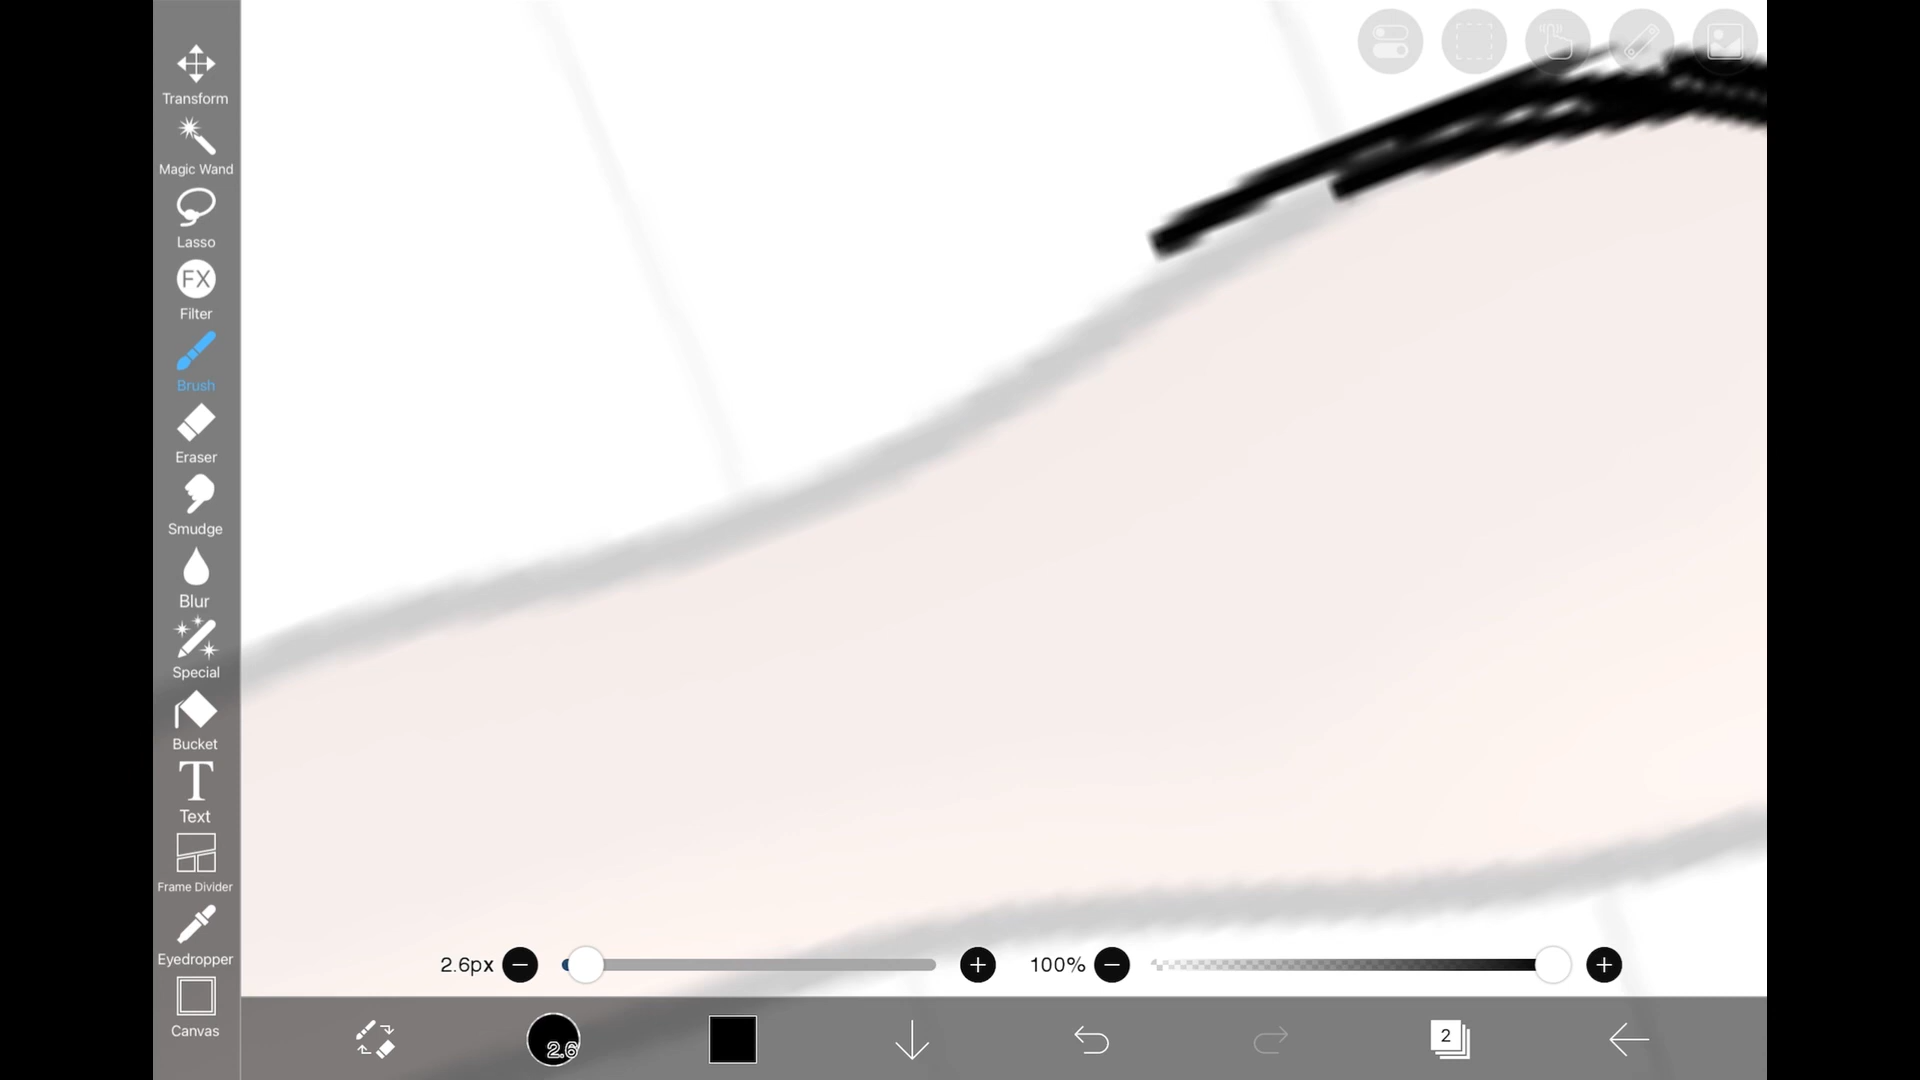 Transform
Magic Wand
Lasso
FX
Filter
Brush
Eraser
Smudge
Blur
Special
Bucket
T
Text
Frame Divider
Eyedropper
Canvas
2.6px
100%
2.6
2